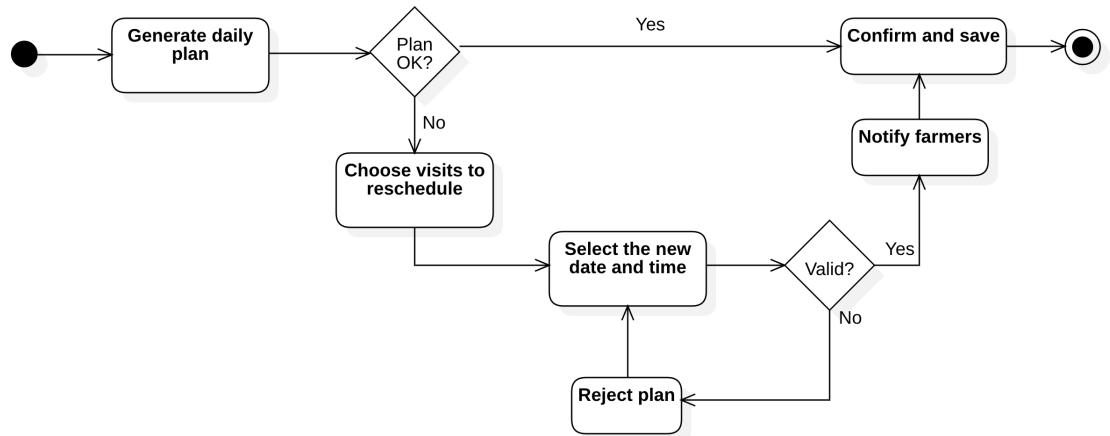 Generate daily
plan
Plan
OK?
Yes
Confirm and save
No
Notify farmers
Choose visits to
reschedule
Select the new
date and time
Valid?
Yes
No
Reject plan